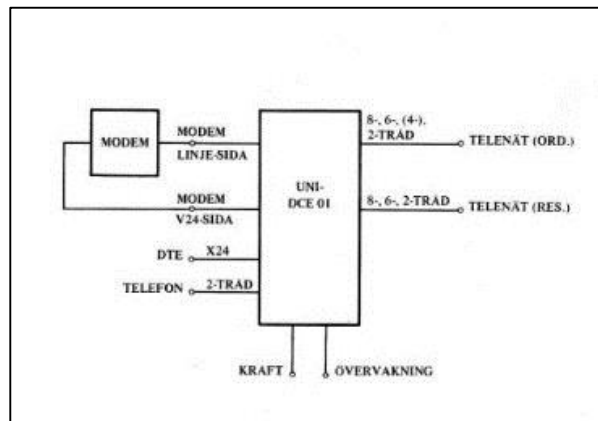 8-, 6-, (4-),
2-TRÅD
TELENÄT (ORD.)
MODEM
MODEM
LINJE-SIDA
UNI-
DCE 01
8-, 6-, 2-TRÅD
TELENÄT (RES.)
MODEM
V24-SIDA
DTE
X24
TELEFON
2-TRÅD
KRAFT
ÖVERVAKNING